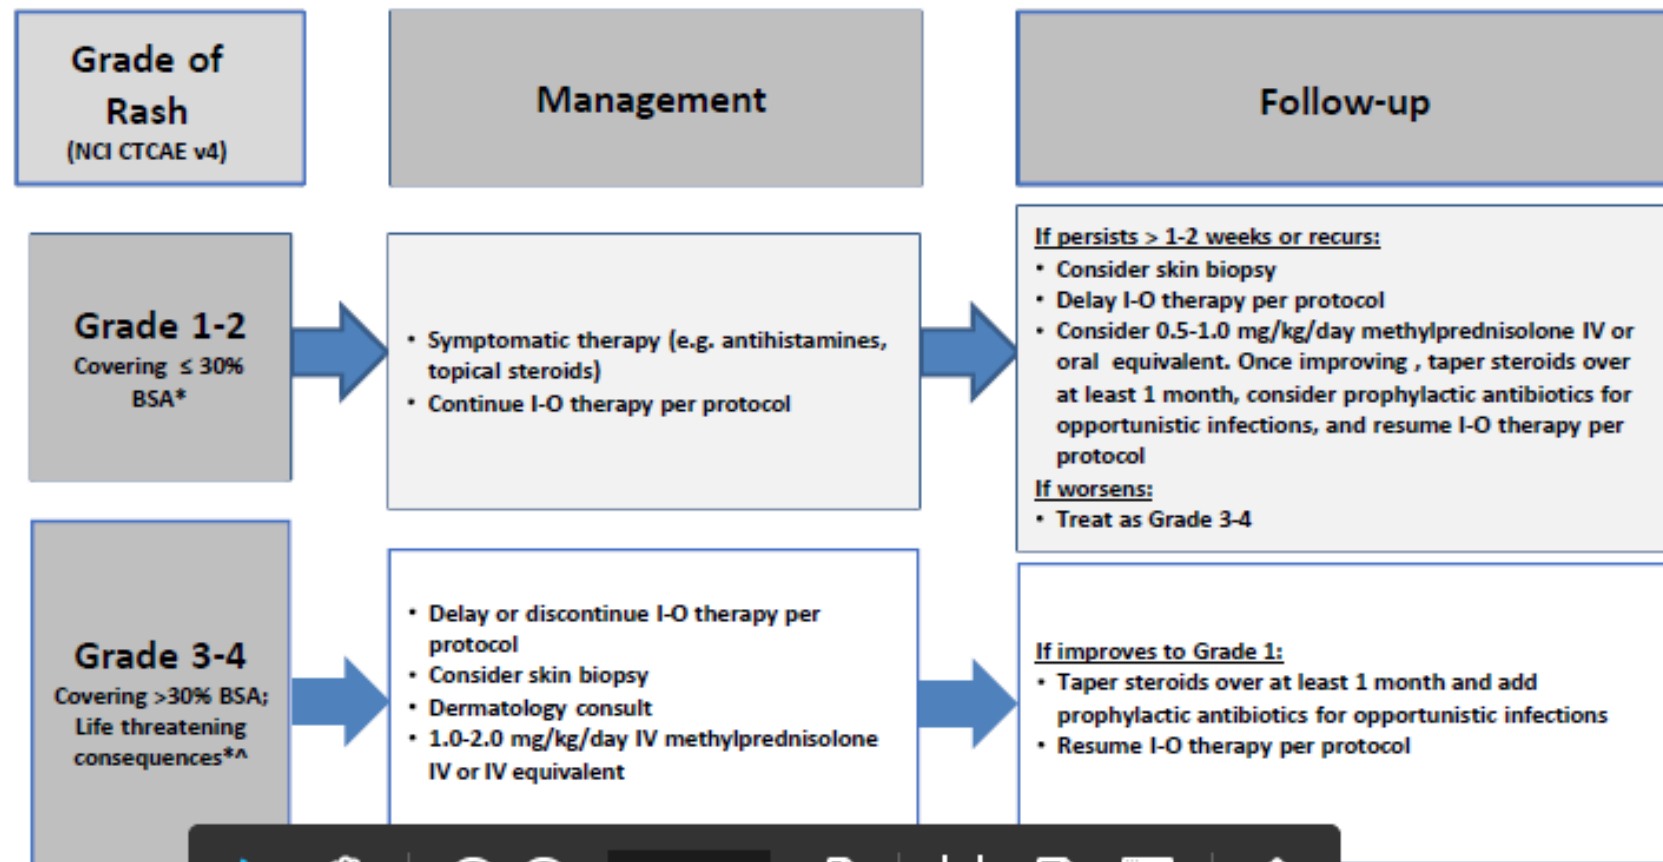 Grade of
Rash
(NCI CTCAE v4)
Management
Follow-up
Grade 1-2
Covering ≤ 30%
BSA*
• Symptomatic therapy (e.g. antihistamines,
topical steroids)
• Continue I-O therapy per protocol
If persists > 1-2 weeks or recurs:
• Consider skin biopsy
• Delay I-O therapy per protocol
• Consider 0.5-1.0 mg/kg/day methylprednisolone IV or
oral equivalent. Once improving , taper steroids over
at least 1 month, consider prophylactic antibiotics for
opportunistic infections, and resume I-O therapy per
protocol
If worsens:
• Treat as Grade 3-4
Grade 3-4
Covering >30% BSA;
Life threatening
consequences*^
• Delay or discontinue I-O therapy per
protocol
• Consider skin biopsy
• Dermatology consult
• 1.0-2.0 mg/kg/day IV methylprednisolone
IV or IV equivalent
If improves to Grade 1:
• Taper steroids over at least 1 month and add
prophylactic antibiotics for opportunistic infections
• Resume I-O therapy per protocol